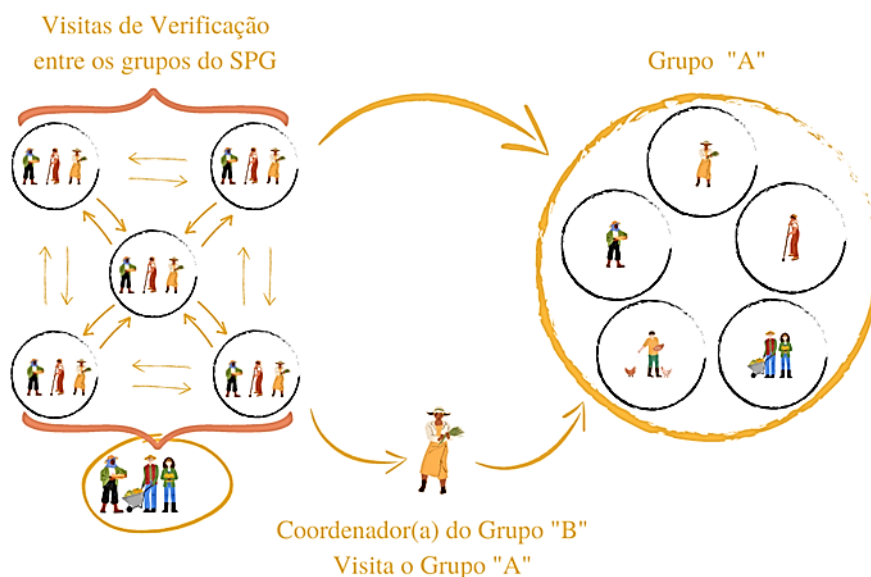 Visitas de Verificação
entre os grupos do SPG
Grupo "A"
Coordenador(a) do Grupo "B"
Visita o Grupo "A"